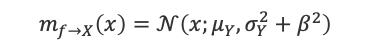 m_{f→X}(x) = 𝒩(x; μ_Y, σ_Y^2 + β^2)